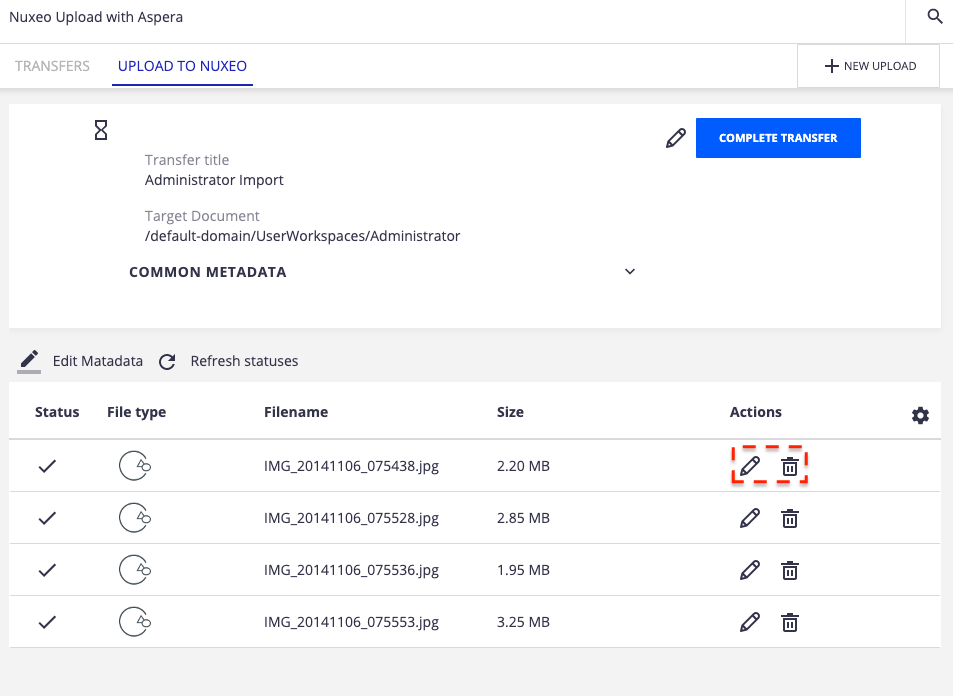 Nuxeo Upload with Aspera
TRANSFERS UPLOAD TO NUXEO NEW UPLOAD
COMPLETE TRANSFER
Transfer title
Administrator Import
Target Document
/default-domain/UserWorkspaces/Administrator
COMMON METADATA
Edit Matadata Refresh statuses
Status File type Filename Size Actions
IMG_20141106_075438.jpg 2.20 MB
IMG_20141106_075528.jpg 2.85 MB
IMG_20141106_075536.jpg 1.95 MB
IMG_20141106_075553.jpg 3.25 MB